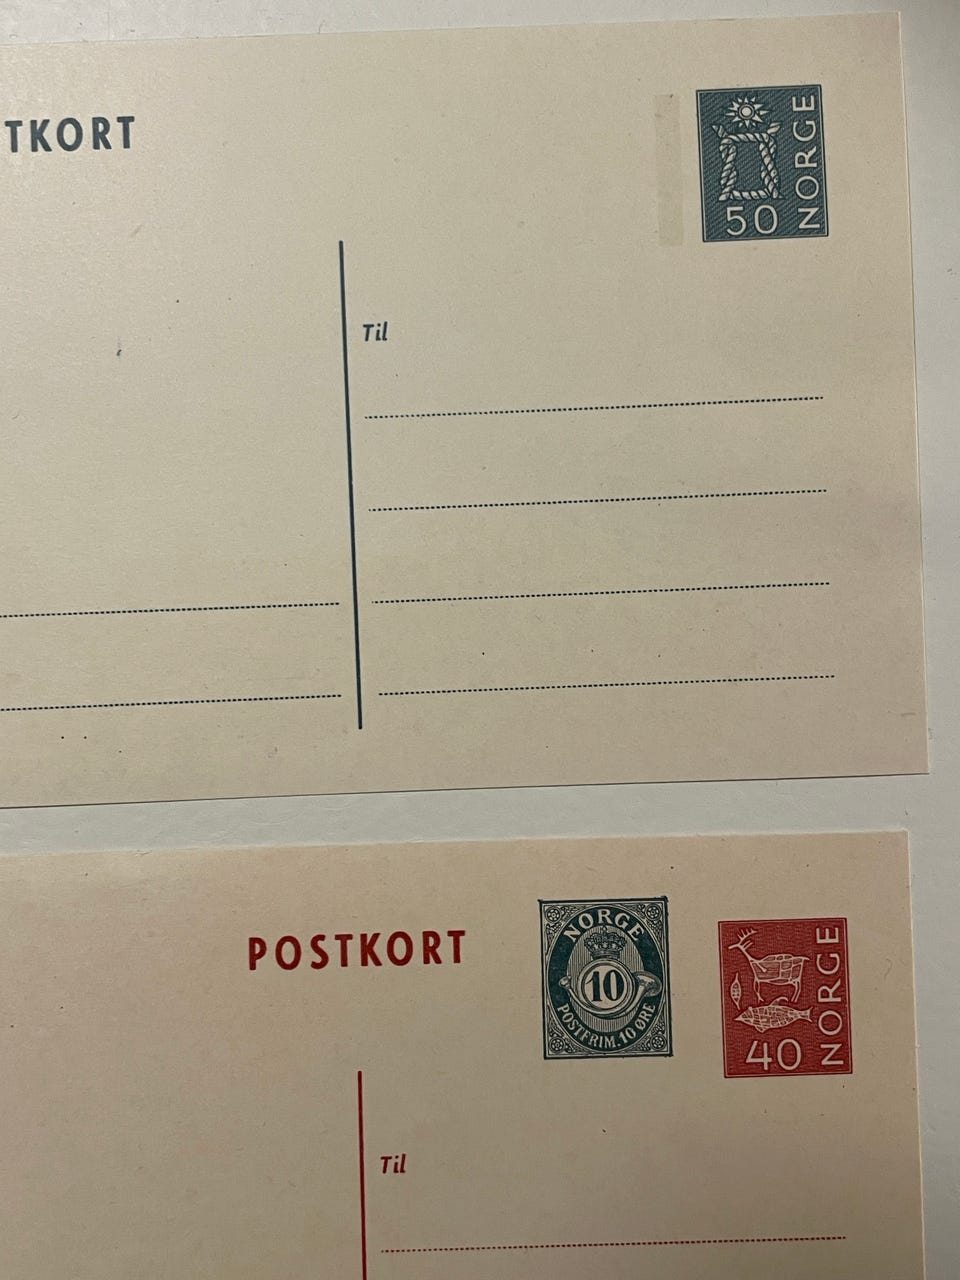 TKORT
50 NORGE
Til
POSTKORT
NORGE
10
POSTFRIM. 10 ØRE
40 NORGE
Til